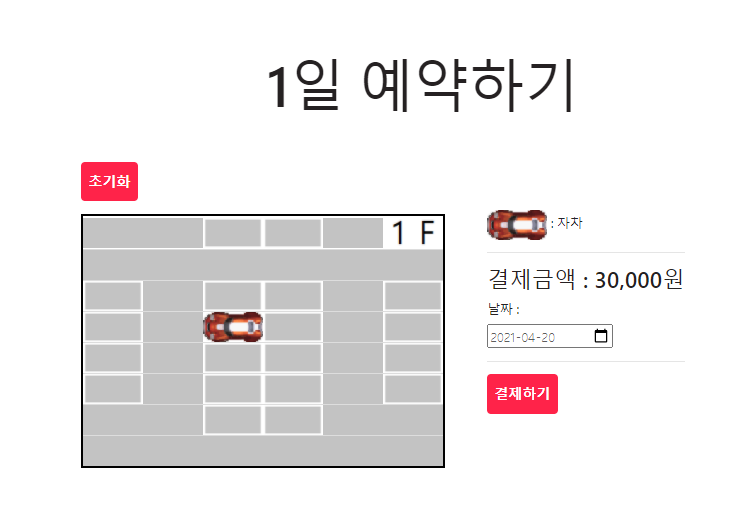 1일 예약하기
초기화
1 F
: 자차
결제금액 : 30,000원
날짜 :
2021-04-20
결제하기